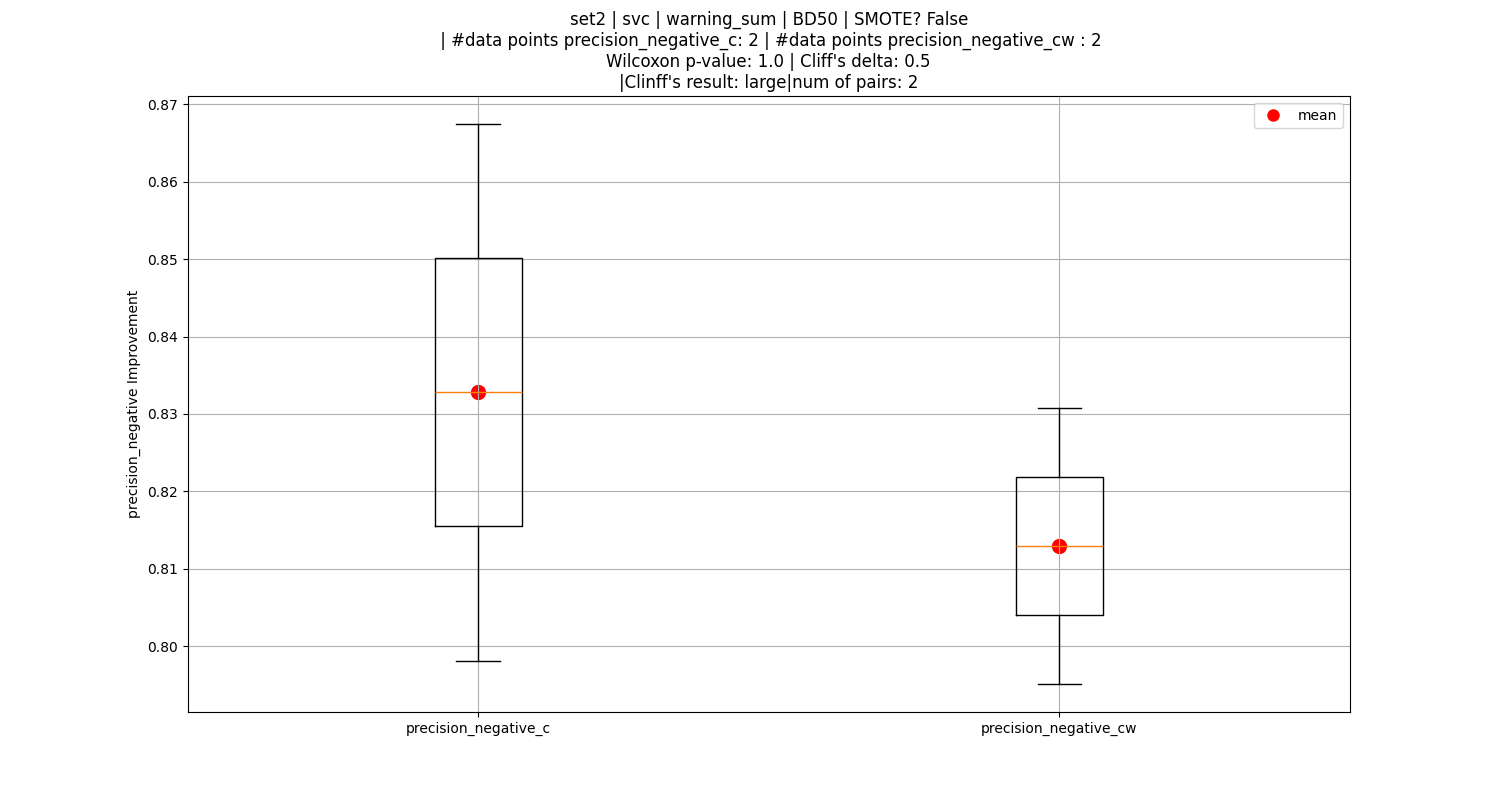 set2 | svc | warning_sum | BD50 | SMOTE? False
| #data points precision_negative_c: 2 | #data points precision_negative_cw : 2
Wilcoxon p-value: 1.0 | Cliff's delta: 0.5
|Clinff's result: large|num of pairs: 2
mean
precision_negative Improvement
0.87
0.86
0.85
0.84
0.83
0.82
0.81
0.80
precision_negative_c
precision_negative_cw